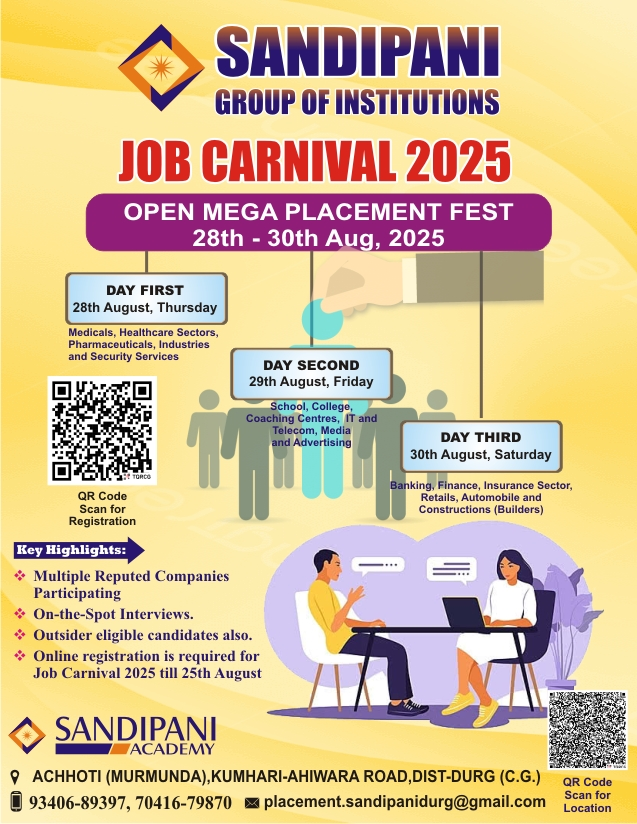 SANDIPANI
GROUP OF INSTITUTIONS
JOB CARNIVAL 2025
OPEN MEGA PLACEMENT FEST
28th - 30th Aug, 2025
DAY FIRST
28th August, Thursday
Medicals, Healthcare Sectors,
Pharmaceuticals, Industries
and Security Services
DAY SECOND
29th August, Friday
School, College,
Coaching Centres, IT and
Telecom, Media
and Advertising
DAY THIRD
30th August, Saturday
Banking, Finance, Insurance Sector,
Retails, Automobile and
Constructions (Builders)
TQRCG
QR Code
Scan for
Registration
Key Highlights:
Multiple Reputed Companies
Participating
On-the-Spot Interviews.
Outsider eligible candidates also.
Online registration is required for
Job Carnival 2025 till 25th August
SANDIPANI
ACADEMY
ACHHOTI (MURMUNDA),KUMHARI-AHIWARA ROAD,DIST-DURG (C.G.)
93406-89397, 70416-79870 placement.sandipanidurg@gmail.com
QR Code
Scan for
Location